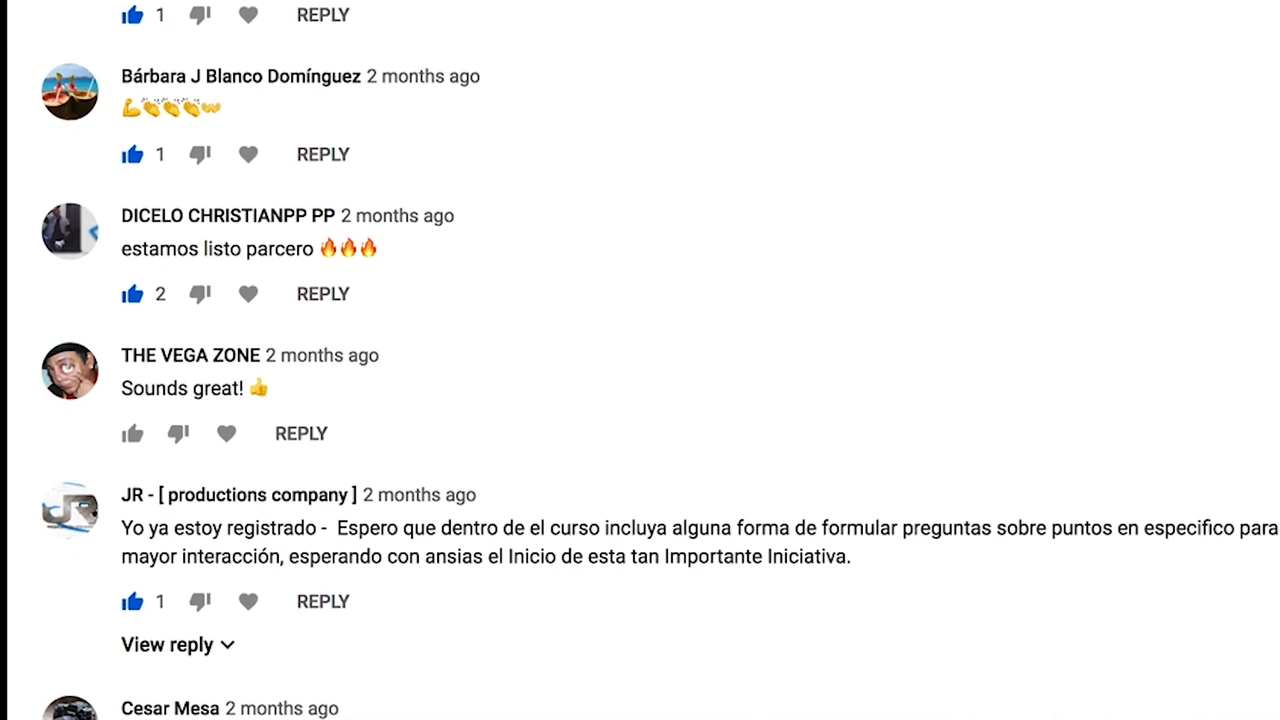 1 REPLY
Bárbara J Blanco Domínguez 2 months ago
💪👏👏👏👐
1 REPLY
DICELO CHRISTIANPP PP 2 months ago
estamos listo parcero 🔥🔥🔥
2 REPLY
THE VEGA ZONE 2 months ago
Sounds great! 👍
REPLY
JR
JR - [ productions company ] 2 months ago
Yo ya estoy registrado - Espero que dentro de el curso incluya alguna forma de formular preguntas sobre puntos en especifico para
mayor interacción, esperando con ansias el Inicio de esta tan Importante Iniciativa.
1 REPLY
View reply
Cesar Mesa 2 months ago